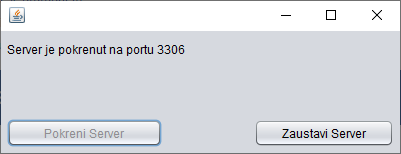 Server je pokrenut na portu 3306
Pokreni Server
Zaustavi Server